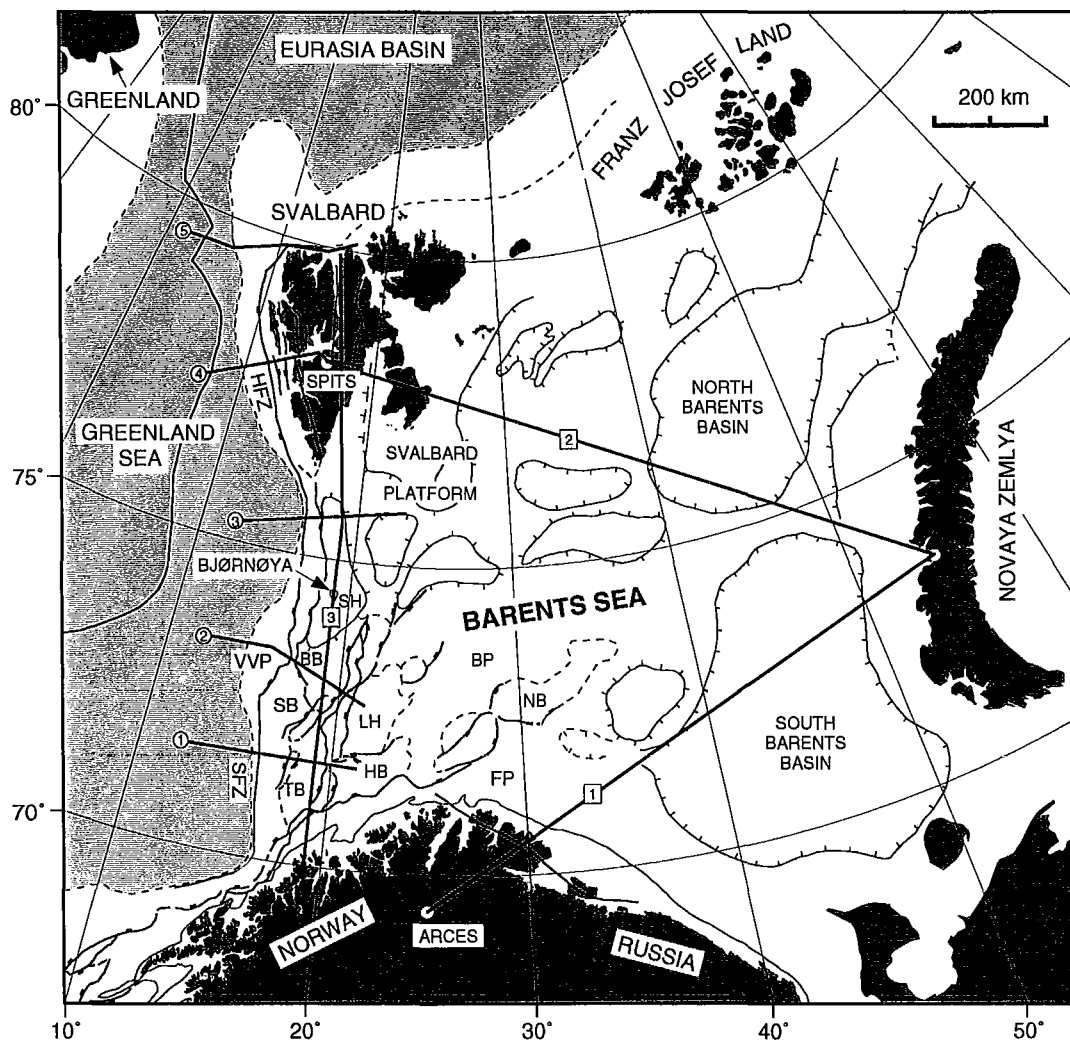 EURASIA BASIN
GREENLAND
80°
FRANZ
JOSEF
LAND
200 km
SVALBARD
5
4
HFZ
SPITS
GREENLAND
SEA
2
NORTH
BARENTS
BASIN
SVALBARD
PLATFORM
75°
3
BJØRNØYA
SH
3
BARENTS SEA
NOVAYA ZEMLYA
2
VVP
BB
BP
SB
LH
NB
1
SFZ
TB
HB
FP
SOUTH
BARENTS
BASIN
1
70°
NORWAY
ARCES
RUSSIA
10°
20°
30°
40°
50°